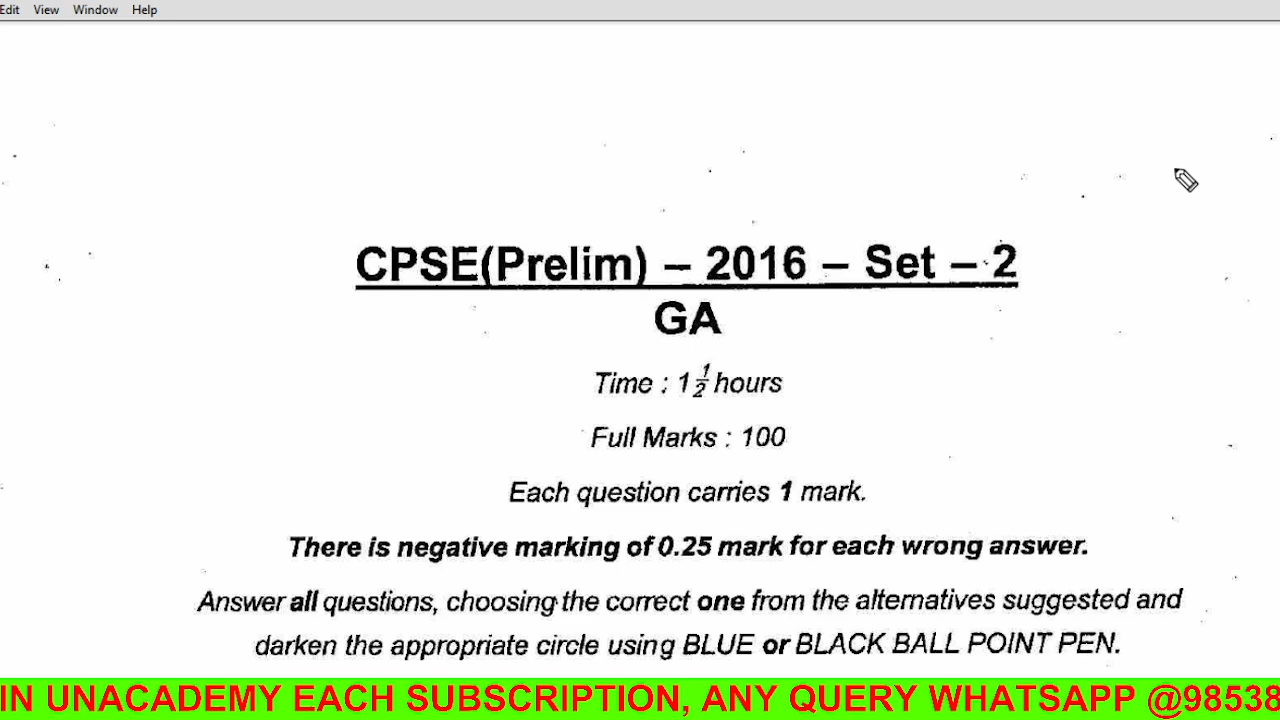 Edit View Window Help
CPSE(Prelim) – 2016 – Set – 2
GA
Time : 1 1/2 hours
Full Marks : 100
Each question carries 1 mark.
There is negative marking of 0.25 mark for each wrong answer.
Answer all questions, choosing the correct one from the alternatives suggested and
darken the appropriate circle using BLUE or BLACK BALL POINT PEN.
IN UNACADEMY EACH SUBSCRIPTION, ANY QUERY WHATSAPP @98538